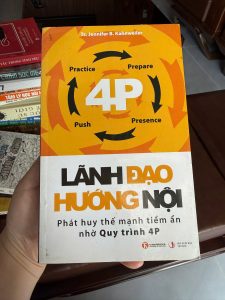 Dr. Jennifer B. Kahnweiler
Practice
Prepare
4P
Push
Presence
LÃNH ĐẠO
HƯỚNG NỘI
Phát huy thế mạnh tiềm ẩn
nhờ Quy trình 4P